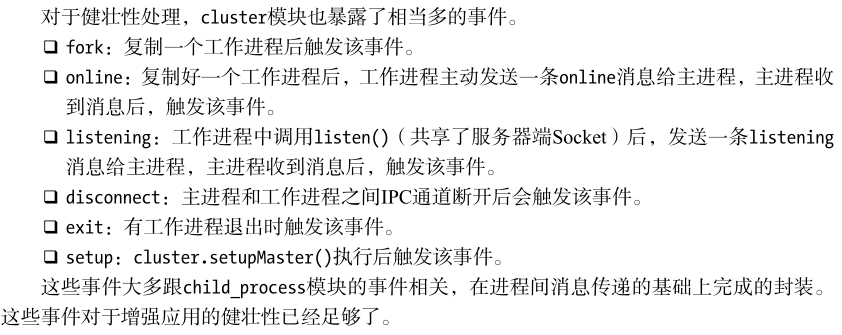 对于健壮性处理，cluster模块也暴露了相当多的事件。
❑ fork：复制一个工作进程后触发该事件。
❑ online：复制好一个工作进程后，工作进程主动发送一条online消息给主进程，主进程收
到消息后，触发该事件。
❑ listening：工作进程中调用listen()（共享了服务器端Socket）后，发送一条listening
消息给主进程，主进程收到消息后，触发该事件。
❑ disconnect：主进程和工作进程之间IPC通道断开后会触发该事件。
❑ exit：有工作进程退出时触发该事件。
❑ setup：cluster.setupMaster()执行后触发该事件。
这些事件大多跟child_process模块的事件相关，在进程间消息传递的基础上完成的封装。
这些事件对于增强应用的健壮性已经足够了。